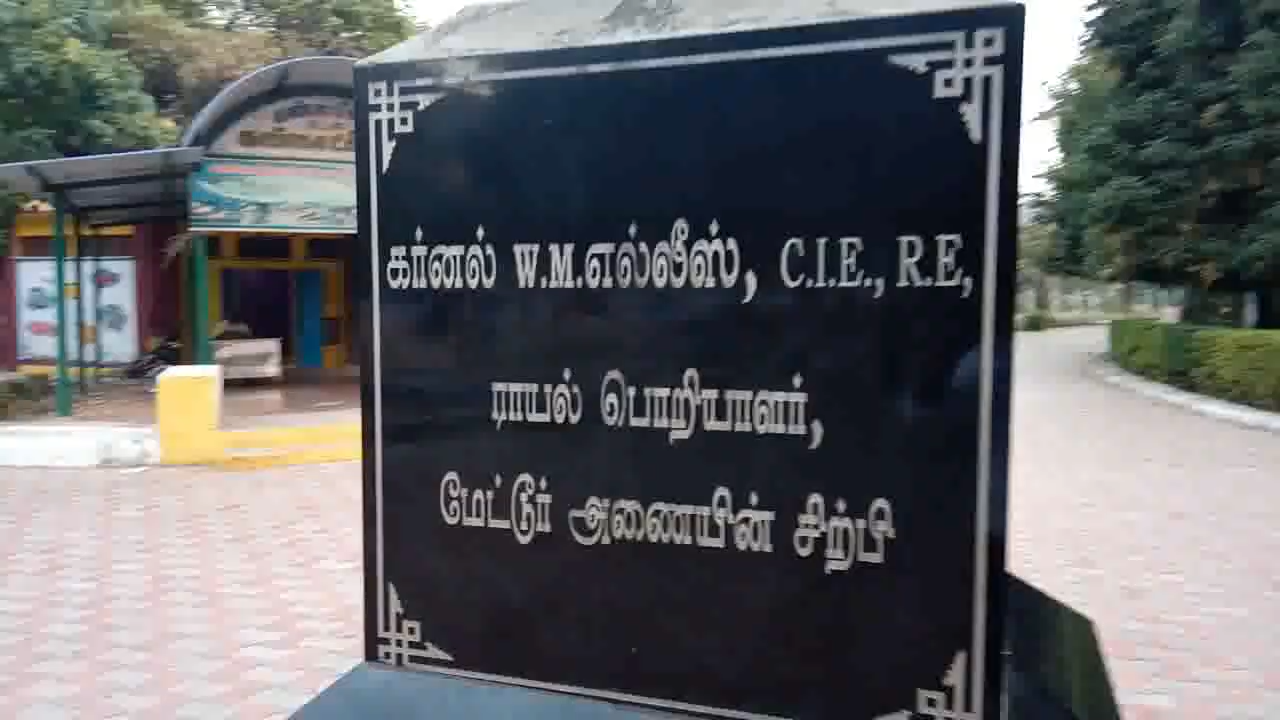 கர்னல் W.M.எல்லீஸ், C.I.E., R.E,
ராயல் பொறியாளர்,
மேட்டூர் அணையின் சிற்பி